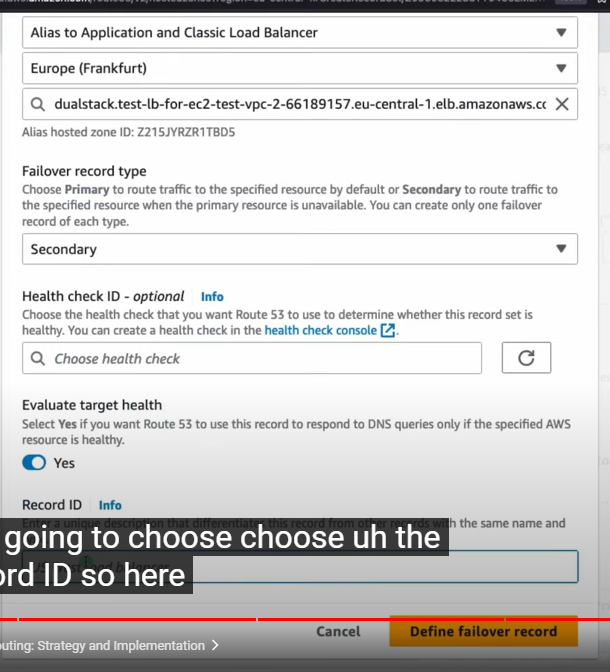 Alias to Application and Classic Load Balancer
Europe (Frankfurt)
dualstack.test-lb-for-ec2-test-vpc-2-66189157.eu-central-1.elb.amazonaws.cc
Alias hosted zone ID: Z215JYRZR1TBD5
Failover record type
Choose Primary to route traffic to the specified resource by default or Secondary to route traffic to
the specified resource when the primary resource is unavailable. You can create only one failover
record of each type.
Secondary
Health check ID - optional Info
Choose the health check that you want Route 53 to use to determine whether this record set is
healthy. You can create a health check in the health check console.
Choose health check
Evaluate target health
Select Yes if you want Route 53 to use this record to respond to DNS queries only if the specified AWS
resource is healthy.
Yes
Record ID Info
Enter a unique description that differentiates this record from other records with the same name and
going to choose choose uh the
ord ID so here
Cancel Define failover record
outing: Strategy and Implementation